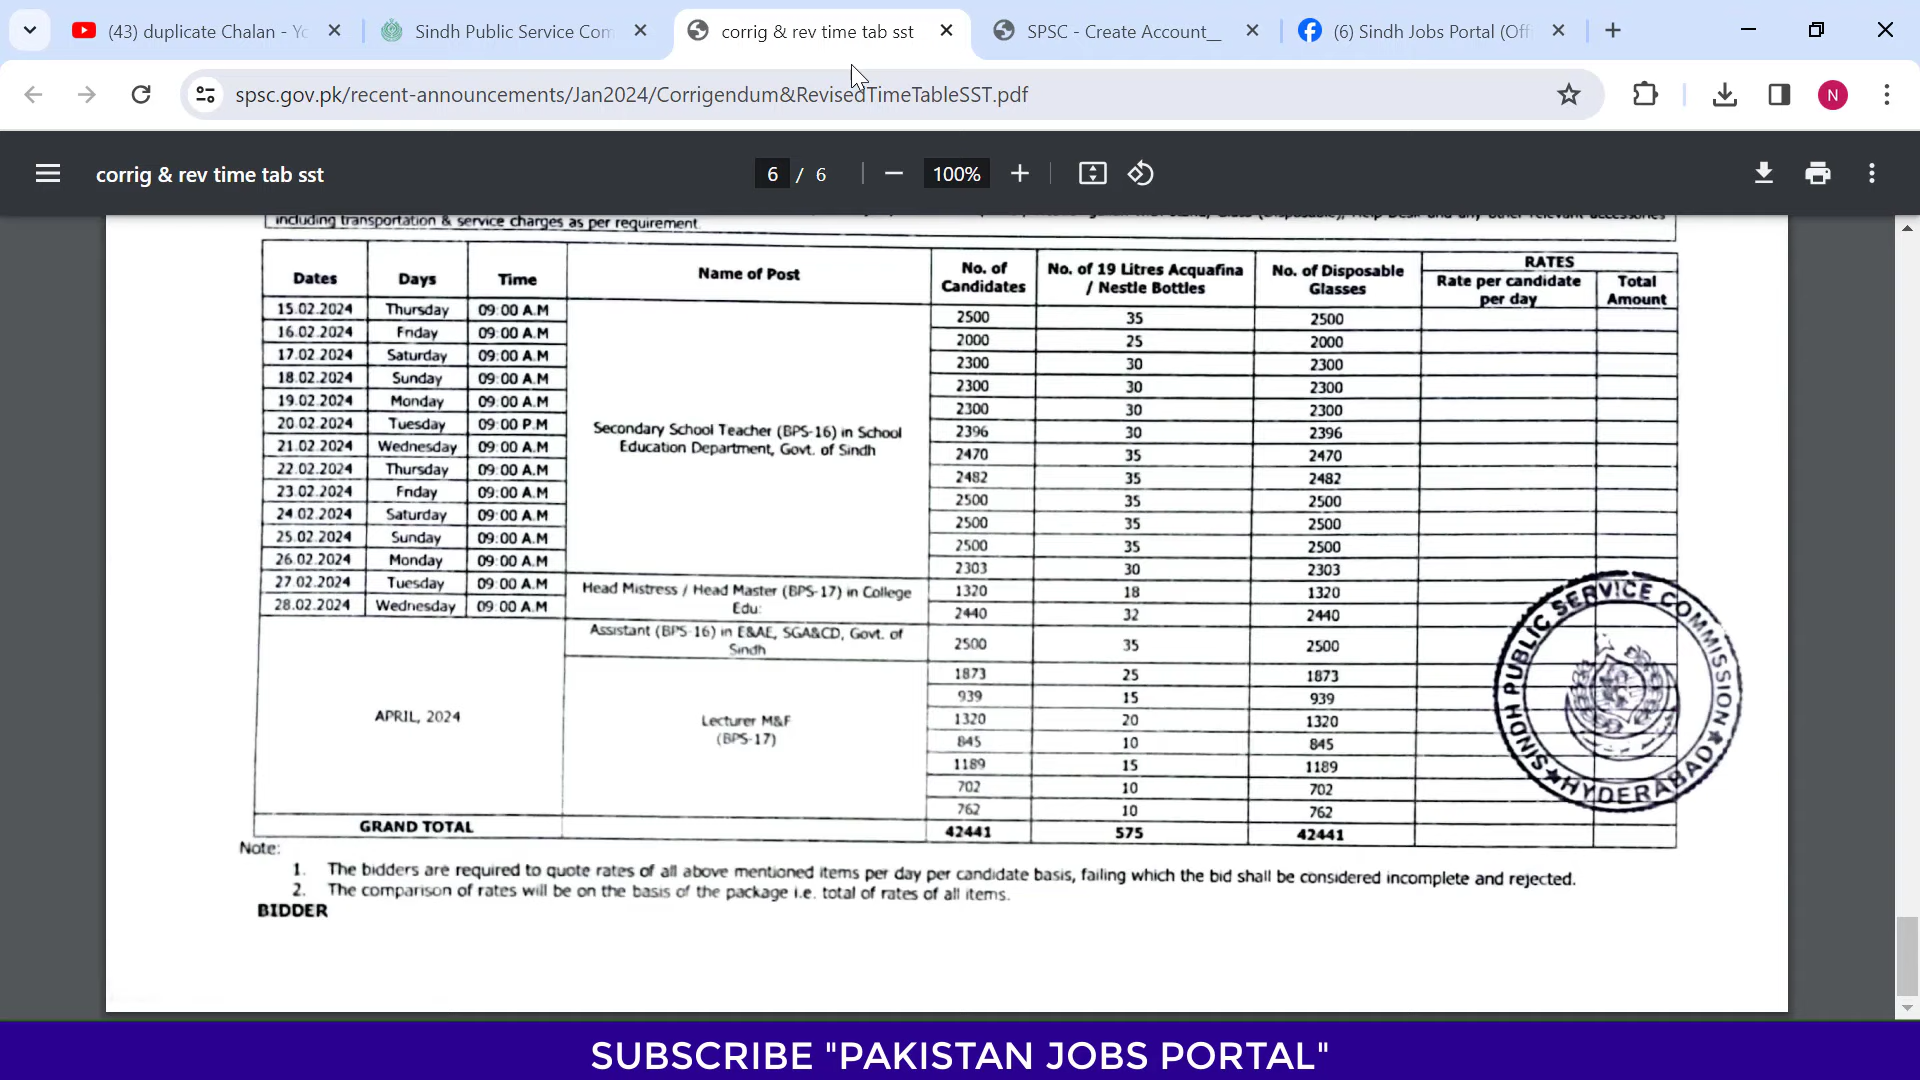 (43) duplicate Chalan - Yo
Sindh Public Service Com
corrig & rev time tab sst
SPSC - Create Account__
(6) Sindh Jobs Portal (Offi
spsc.gov.pk/recent-announcements/Jan2024/Corrigendum&RevisedTimeTableSST.pdf
N
corrig & rev time tab sst
6 / 6
100%
including transportation & service charges as per requirement.
Dates Days Time Name of Post No. of Candidates No. of 19 Litres Acquafina / Nestle Bottles No. of Disposable Glasses RATES
Rate per candidate per day Total Amount
15.02.2024 Thursday 09:00 A.M 2500 35 2500
16.02.2024 Friday 09:00 A.M 2000 25 2000
17.02.2024 Saturday 09:00 A.M 2300 30 2300
18.02.2024 Sunday 09:00 A.M 2300 30 2300
19.02.2024 Monday 09:00 A.M 2300 30 2300
20.02.2024 Tuesday 09:00 P.M 2396 30 2396
Secondary School Teacher (BPS-16) in School
Education Department, Govt. of Sindh
21.02.2024 Wednesday 09:00 A.M 2470 35 2470
22.02.2024 Thursday 09:00 A.M 2482 35 2482
23.02.2024 Friday 09:00 A.M 2500 35 2500
24.02.2024 Saturday 09:00 A.M 2500 35 2500
25.02.2024 Sunday 09:00 A.M 2500 35 2500
26.02.2024 Monday 09:00 A.M 2303 30 2303
27.02.2024 Tuesday 09:00 A.M 1320 18 1320
Head Mistress / Head Master (BPS-17) in College
Edu:
28.02.2024 Wednesday 09:00 A.M 2440 32 2440
Assistant (BPS-16) in E&AE, SGA&CD, Govt. of
Sindh
2500 35 2500
1873 25 1873
939 15 939
APRIL, 2024 Lecturer M&F 1320 20 1320
(BPS-17) 845 10 845
1189 15 1189
702 10 702
762 10 762
GRAND TOTAL 42441 575 42441
SINDH PUBLIC SERVICE COMMISSION
HYDERABAD
Note:
1. The bidders are required to quote rates of all above mentioned items per day per candidate basis, failing which the bid shall be considered incomplete and rejected.
2. The comparison of rates will be on the basis of the package i.e. total of rates of all items.
BIDDER
SUBSCRIBE "PAKISTAN JOBS PORTAL"